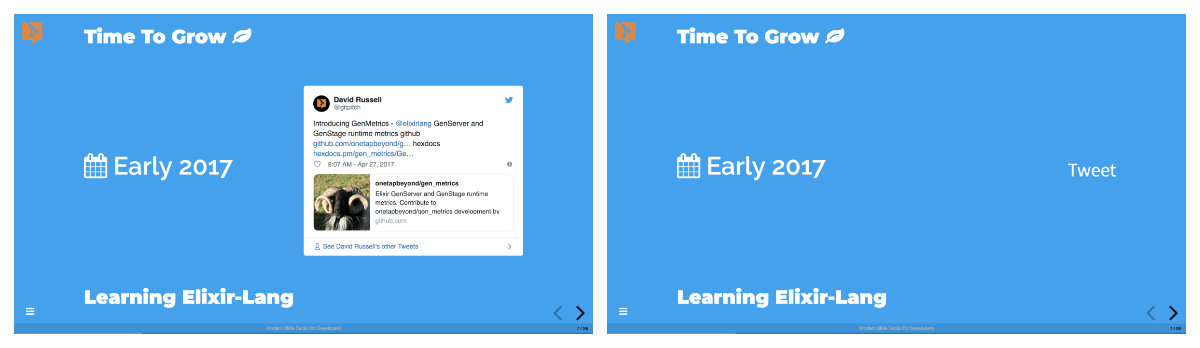 Time To Grow
David Russell
@gitpitch
Introducing GenMetrics - @elixirlang GenServer and
GenStage runtime metrics github
github.com/onetapbeyond/g… hexdocs
hexdocs.pm/gen_metrics/Ge…
8:07 AM - Apr 27, 2017
onetapbeyond/gen_metrics
Elixir GenServer and GenStage runtime
metrics. Contribute to
onetapbeyond/gen_metrics development by
github.com
See David Russell's other Tweets
Early 2017
Learning Elixir-Lang
Modern Slide Decks for Developers
7 / 28
Time To Grow
Early 2017
Tweet
Learning Elixir-Lang
Modern Slide Decks for Developers
7 / 28